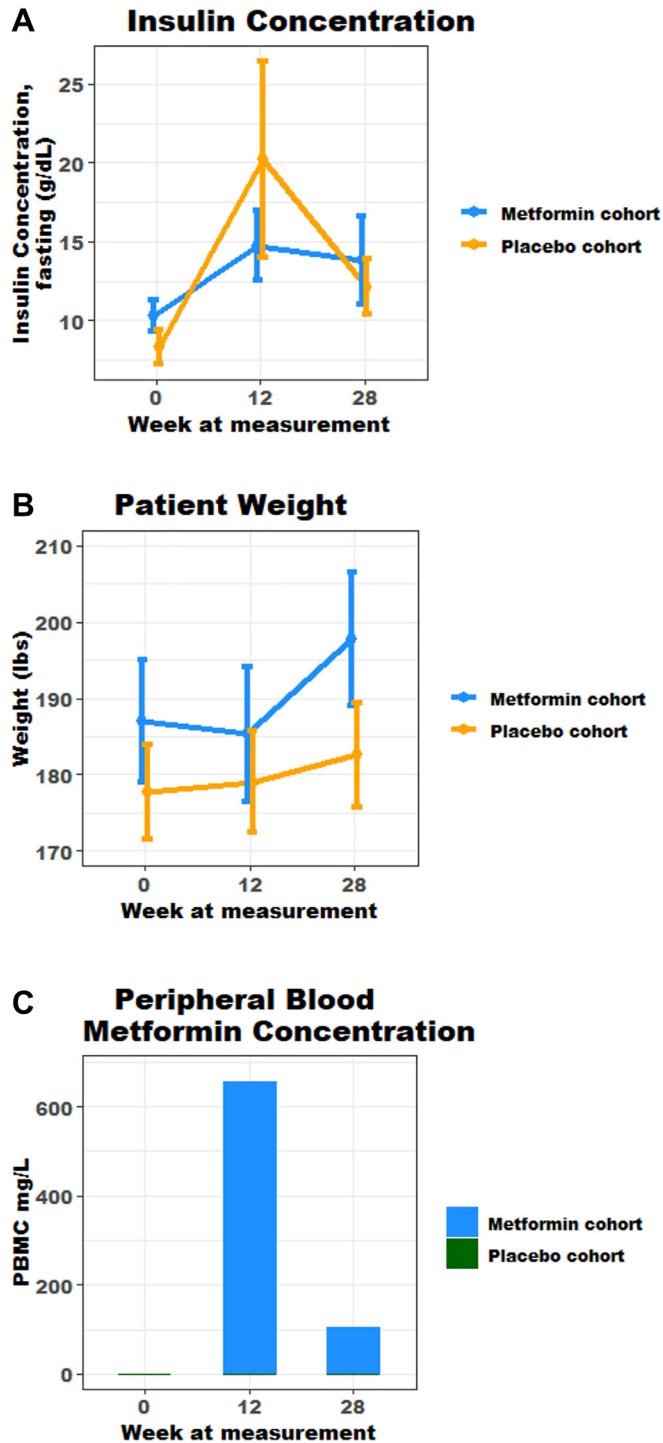 A
Insulin Concentration
Insulin Concentration,
fasting (g/dL)
25
20
15
10
0
12
28
Week at measurement
Metformin cohort
Placebo cohort
B
Patient Weight
Weight (lbs)
210
200
190
180
170
0
12
28
Week at measurement
Metformin cohort
Placebo cohort
C
Peripheral Blood
Metformin Concentration
PBMC mg/L
600
400
200
0
0
12
28
Week at measurement
Metformin cohort
Placebo cohort